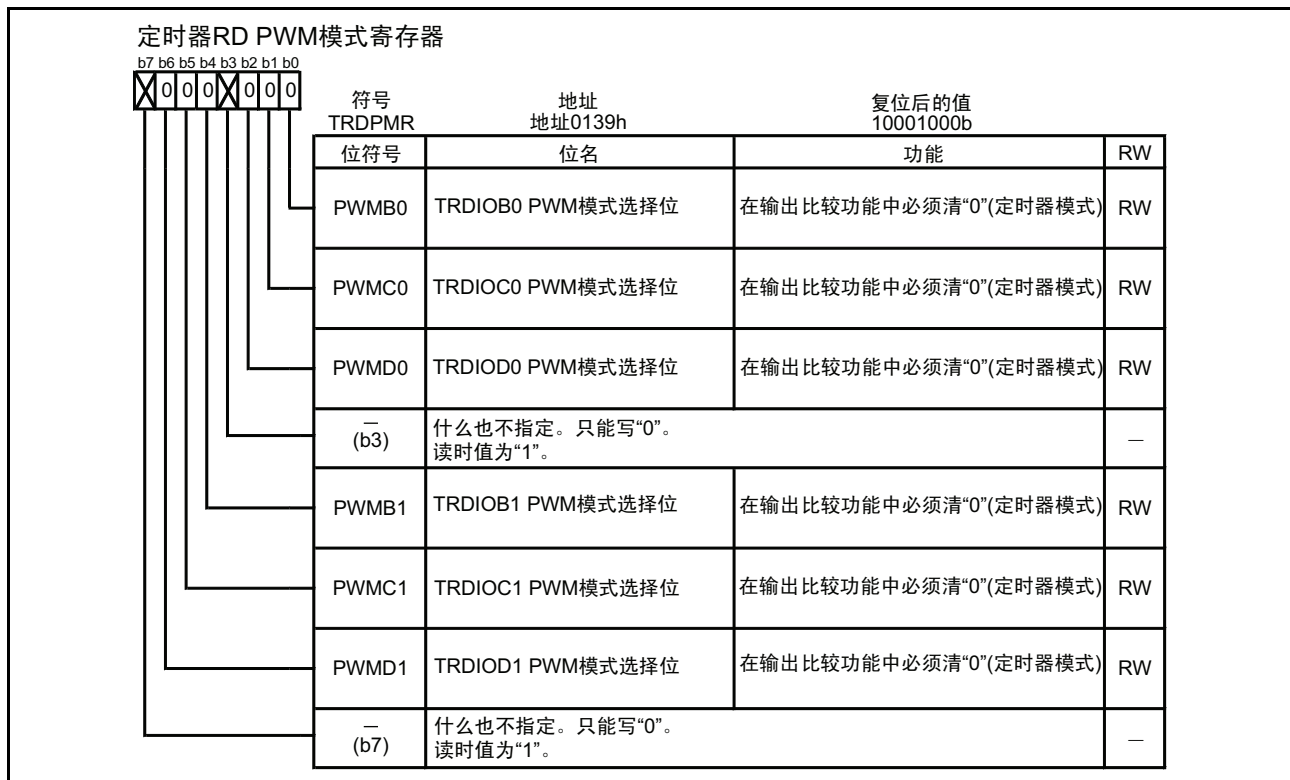 定时器RD PWM模式寄存器
b7 b6 b5 b4 b3 b2 b1 b0
0 0 0 0 0 0
符号 地址 复位后的值
TRDPMR 地址0139h 10001000b
位符号 位名 功能 RW
PWMB0 TRDIOB0 PWM模式选择位 在输出比较功能中必须清“0”(定时器模式) RW
PWMC0 TRDIOC0 PWM模式选择位 在输出比较功能中必须清“0”(定时器模式) RW
PWMD0 TRDIOD0 PWM模式选择位 在输出比较功能中必须清“0”(定时器模式) RW
—
(b3) 什么也不指定。只能写“0”。
读时值为“1”。 —
PWMB1 TRDIOB1 PWM模式选择位 在输出比较功能中必须清“0”(定时器模式) RW
PWMC1 TRDIOC1 PWM模式选择位 在输出比较功能中必须清“0”(定时器模式) RW
PWMD1 TRDIOD1 PWM模式选择位 在输出比较功能中必须清“0”(定时器模式) RW
—
(b7) 什么也不指定。只能写“0”。
读时值为“1”。 —